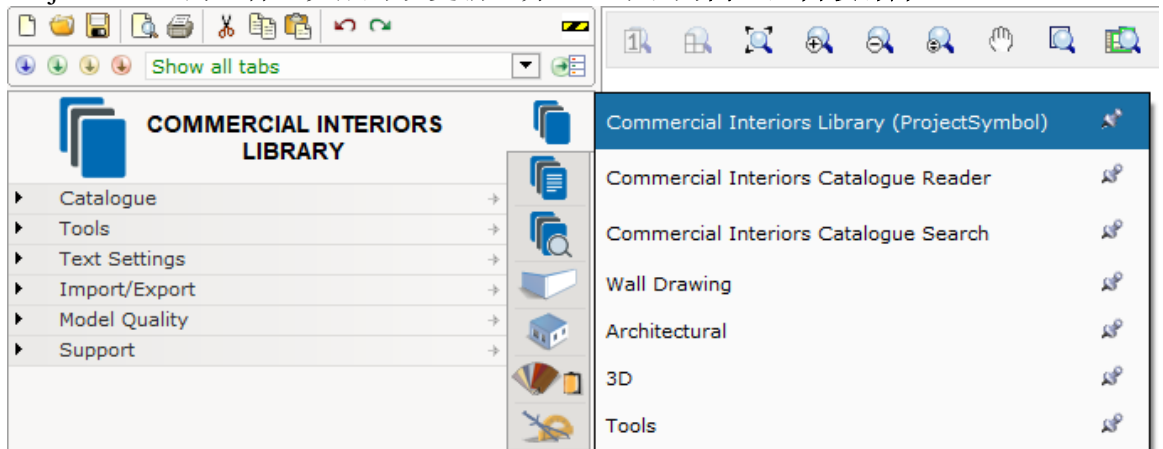 Show all tabs
COMMERCIAL INTERIORS
LIBRARY
Catalogue
Tools
Text Settings
Import/Export
Model Quality
Support
Commercial Interiors Library (ProjectSymbol)
Commercial Interiors Catalogue Reader
Commercial Interiors Catalogue Search
Wall Drawing
Architectural
3D
Tools